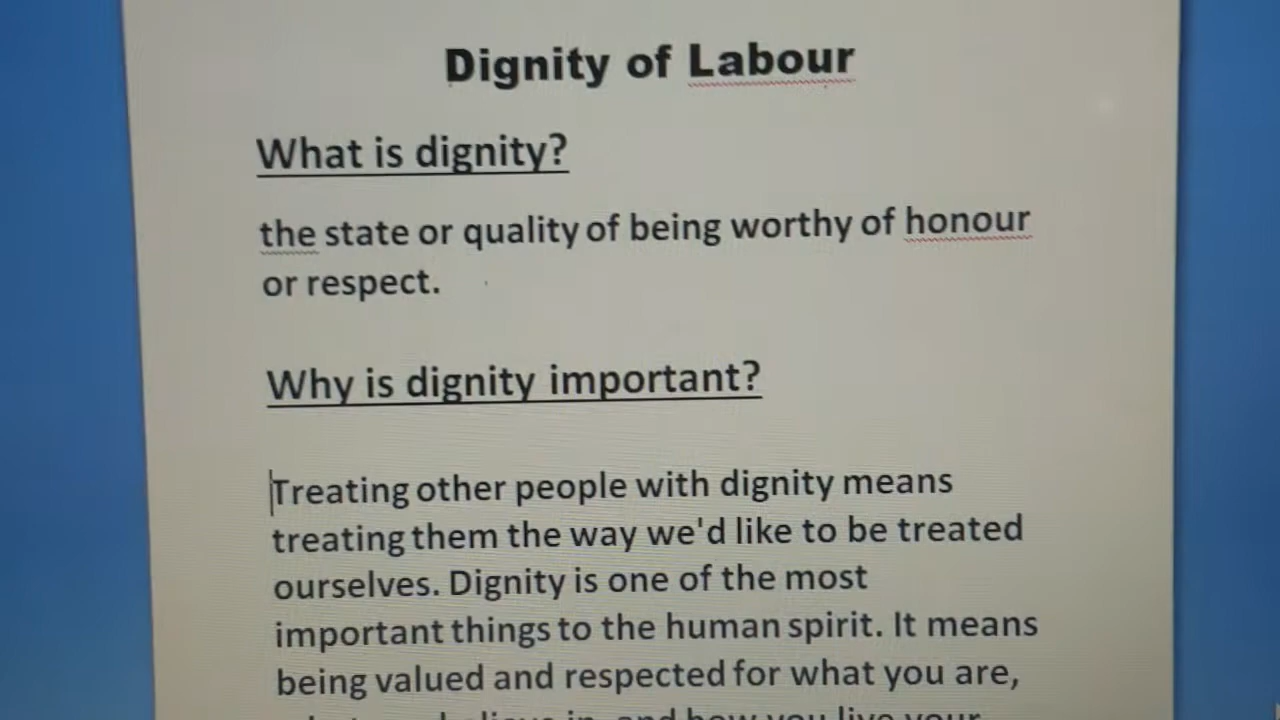 Dignity of Labour
What is dignity?
the state or quality of being worthy of honour
or respect.
Why is dignity important?
Treating other people with dignity means
treating them the way we'd like to be treated
ourselves. Dignity is one of the most
important things to the human spirit. It means
being valued and respected for what you are,